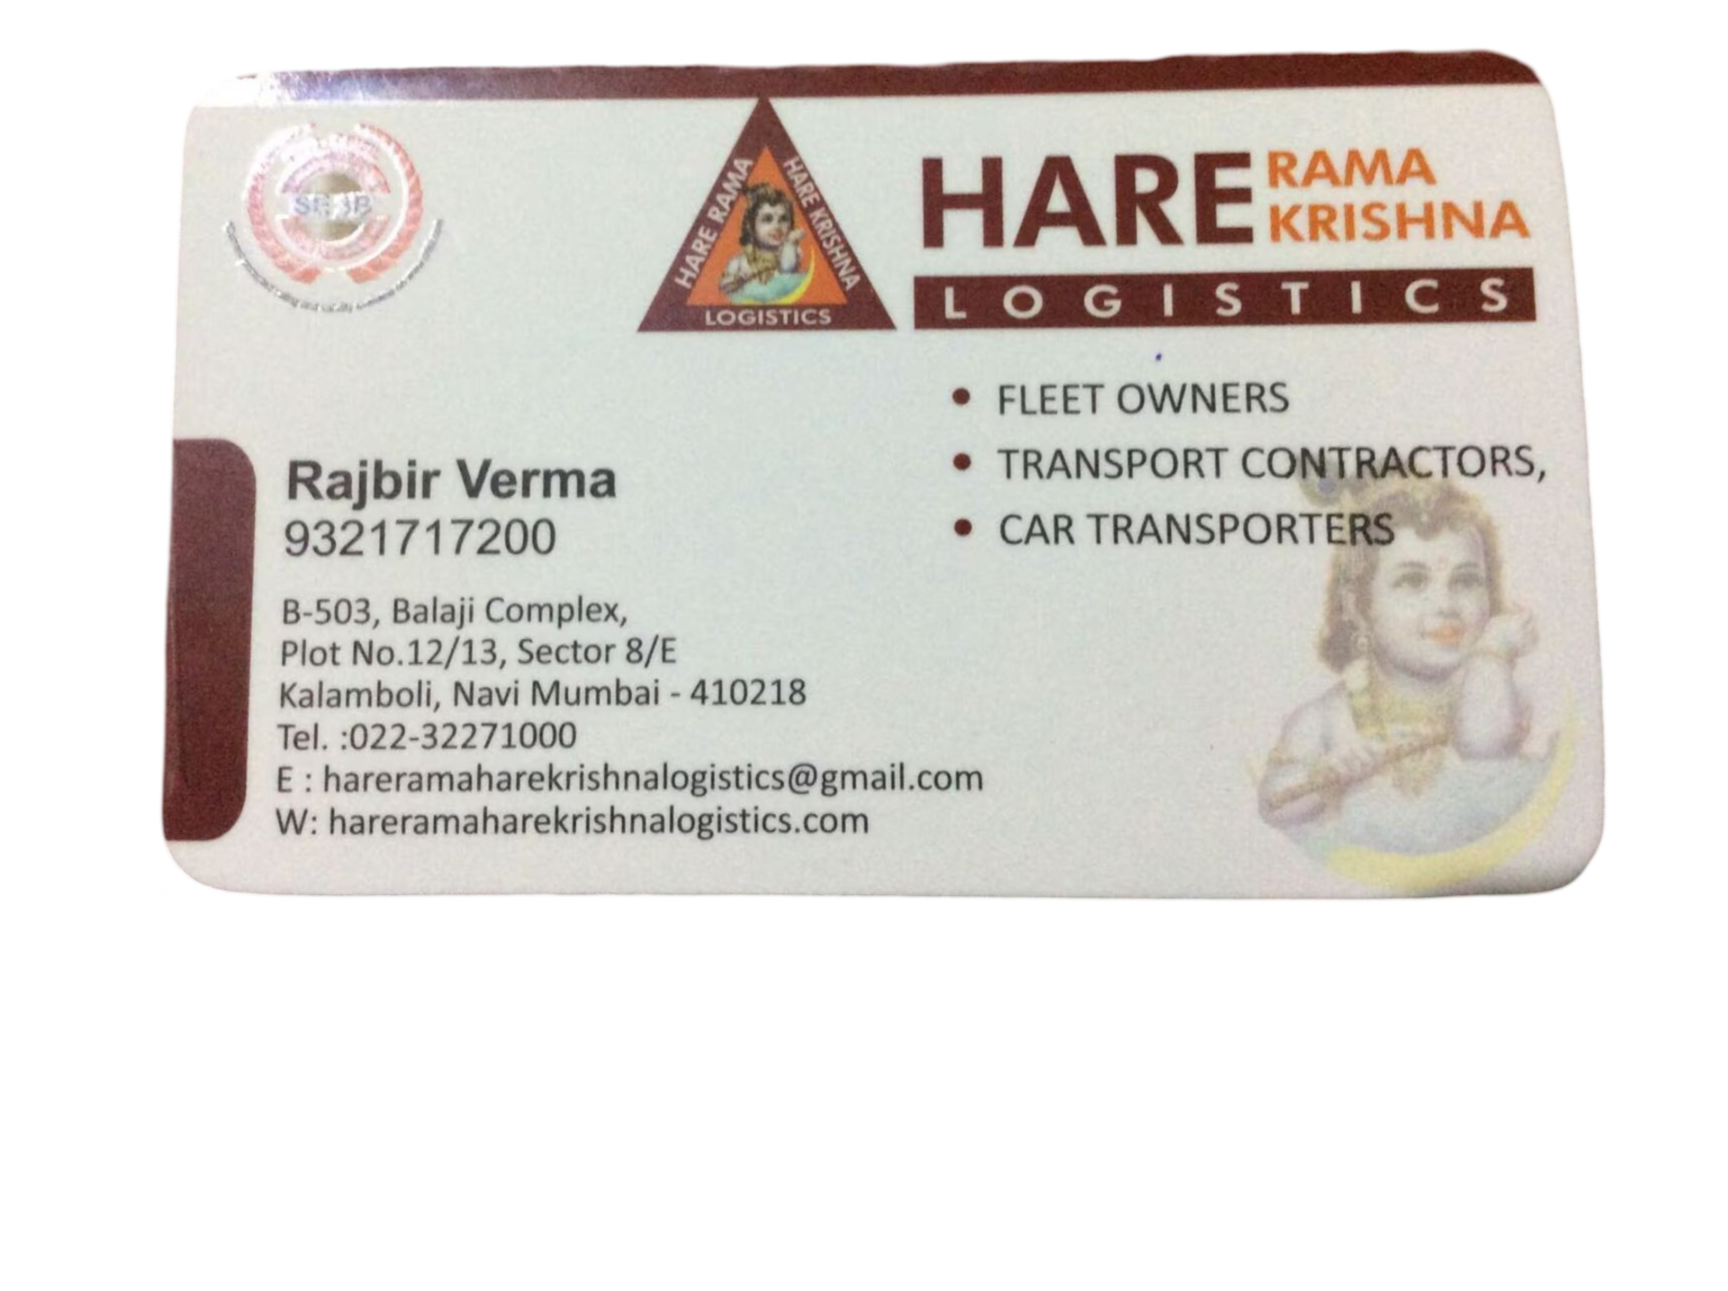 HARE RAMA
HARE KRISHNA
LOGISTICS
HARE RAMA
KRISHNA
LOGISTICS
• FLEET OWNERS
• TRANSPORT CONTRACTORS,
• CAR TRANSPORTERS
Rajbir Verma
9321717200
B-503, Balaji Complex,
Plot No.12/13, Sector 8/E
Kalamboli, Navi Mumbai - 410218
Tel. :022-32271000
E : hareramaharekrishnalogistics@gmail.com
W: hareramaharekrishnalogistics.com